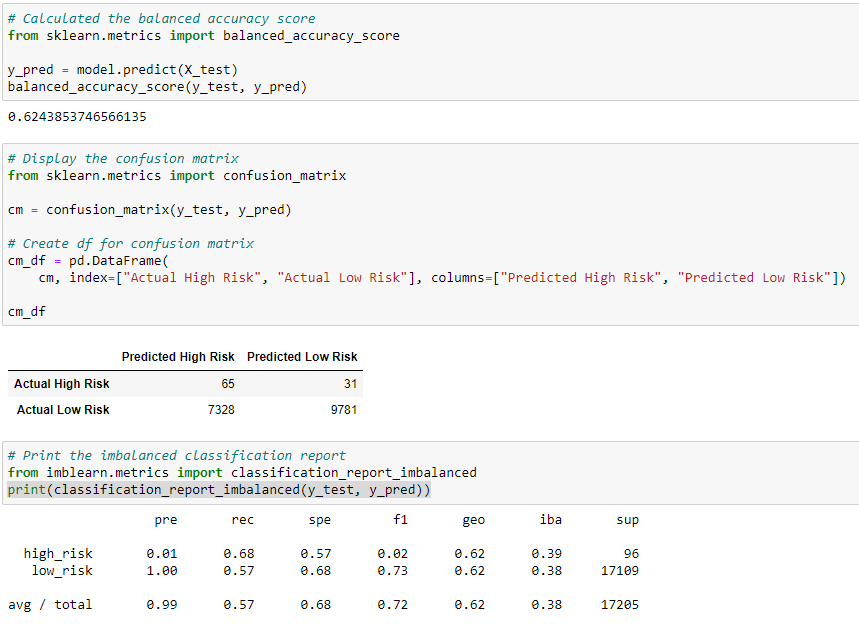 # Calculated the balanced accuracy score
from sklearn.metrics import balanced_accuracy_score
y_pred = model.predict(X_test)
balanced_accuracy_score(y_test, y_pred)
0.6243853746566135
# Display the confusion matrix
from sklearn.metrics import confusion_matrix
cm = confusion_matrix(y_test, y_pred)
# Create df for confusion matrix
cm_df = pd.DataFrame(
    cm, index=["Actual High Risk", "Actual Low Risk"], columns=["Predicted High Risk", "Predicted Low Risk"])
cm_df
Predicted High Risk Predicted Low Risk
Actual High Risk 65 31
Actual Low Risk 7328 9781
# Print the imbalanced classification report
from imblearn.metrics import classification_report_imbalanced
print(classification_report_imbalanced(y_test, y_pred))
pre rec spe f1 geo iba sup
high_risk 0.01 0.68 0.57 0.02 0.62 0.39 96
low_risk 1.00 0.57 0.68 0.73 0.62 0.38 17109
avg / total 0.99 0.57 0.68 0.72 0.62 0.38 17205